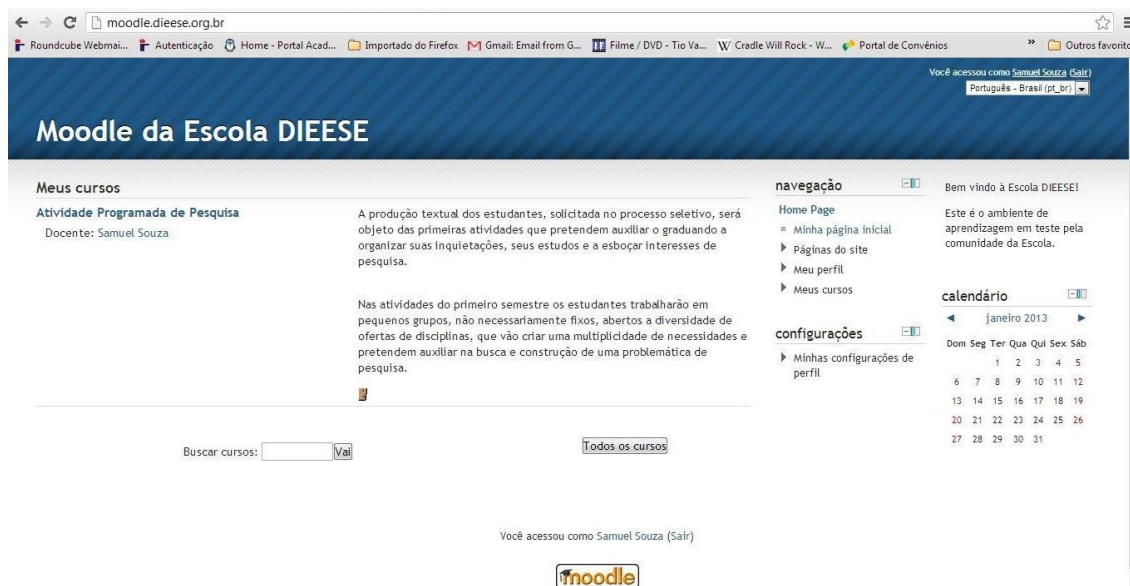 moodle.dieese.org.br
Roundcube Webmai... Autenticação Home - Portal Acad... Importado do Firefox Gmail: Email from G... Filme / DVD - Tio Va... Cradle Will Rock - W... Portal de Convênios » Outros favorito
Você acessou como Samuel Souza (Sair)
Português - Brasil (pt_br)
Moodle da Escola DIEESE
Meus cursos
Atividade Programada de Pesquisa
Docente: Samuel Souza
A produção textual dos estudantes, solicitada no processo seletivo, será
objeto das primeiras atividades que pretendem auxiliar o graduando a
organizar suas inquietações, seus estudos e a esboçar interesses de
pesquisa.
Nas atividades do primeiro semestre os estudantes trabalharão em
pequenos grupos, não necessariamente fixos, abertos a diversidade de
ofertas de disciplinas, que vão criar uma multiplicidade de necessidades e
pretendem auxiliar na busca e construção de uma problemática de
pesquisa.
Buscar cursos: Vai
Todos os cursos
navegação
Home Page
Minha página inicial
Páginas do site
Meu perfil
Meus cursos
configurações
Minhas configurações de
perfil
Bem vindo à Escola DIEESE!
Este é o ambiente de
aprendizagem em teste pela
comunidade da Escola.
calendário
janeiro 2013
Dom Seg Ter Qua Qui Sex Sáb
1 2 3 4 5
6 7 8 9 10 11 12
13 14 15 16 17 18 19
20 21 22 23 24 25 26
27 28 29 30 31
Você acessou como Samuel Souza (Sair)
moodle